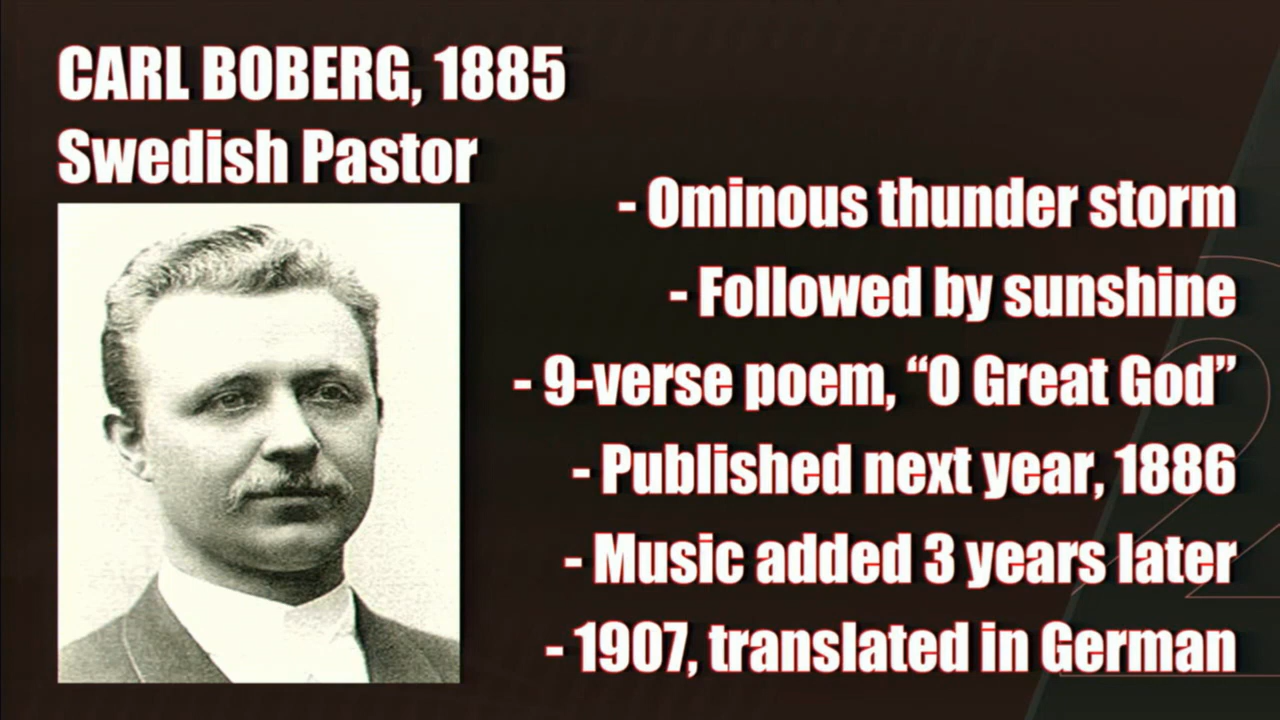 CARL BOBERG, 1885
Swedish Pastor
- Ominous thunder storm
- Followed by sunshine
- 9-verse poem, “O Great God”
- Published next year, 1886
- Music added 3 years later
- 1907, translated in German
2